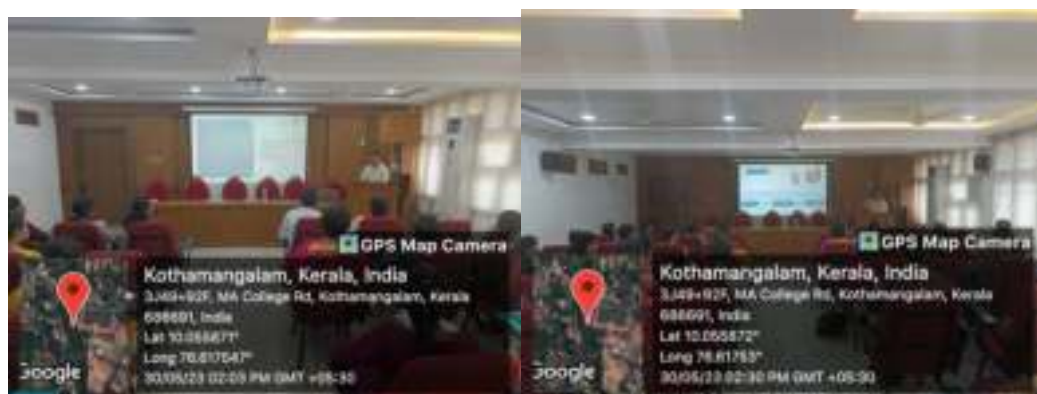 GPS Map Camera
Kothamangalam, Kerala, India
3J49+92F, MA College Rd, Kothamangalam, Kerala
686691, India
Lat 10.055871°
Long 76.617547°
30/05/23 02:03 PM GMT +05:30
Google
GPS Map Camera
Kothamangalam, Kerala, India
3J49+92F, MA College Rd, Kothamangalam, Kerala
686691, India
Lat 10.055872°
Long 76.61753°
30/05/23 02:30 PM GMT +05:30
Google